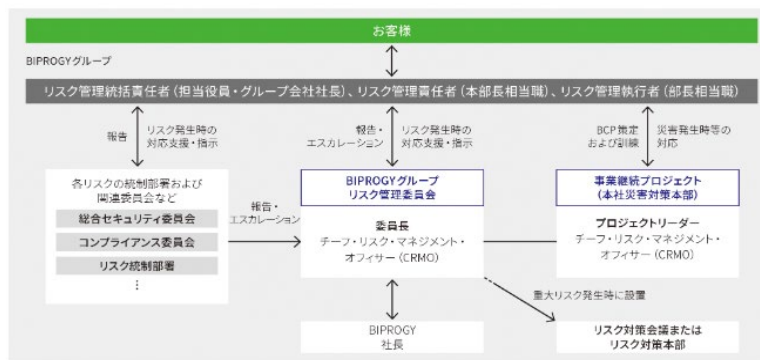 お客様
BIPROGYグループ
リスク管理統括責任者（担当役員・グループ会社社長）、リスク管理責任者（本部長相当職）、リスク管理執行者（部長相当職）
報告
リスク発生時の
対応支援・指示
報告・
エスカレーション
リスク発生時の
対応支援・指示
BCP策定
および訓練
災害発生時等の
対応
各リスクの統制部署および
関連委員会など
総合セキュリティ委員会
コンプライアンス委員会
リスク統制部署
⋮
報告・
エスカレーション
BIPROGYグループ
リスク管理委員会
委員長
チーフ・リスク・マネジメント・
オフィサー（CRMO）
事業継続プロジェクト
（本社災害対策本部）
プロジェクトリーダー
チーフ・リスク・マネジメント・
オフィサー（CRMO）
重大リスク発生時に設置
BIPROGY
社長
リスク対策会議または
リスク対策本部